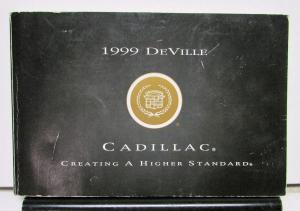 1999 DEVILLE
CADILLAC®
CREATING A HIGHER STANDARD®